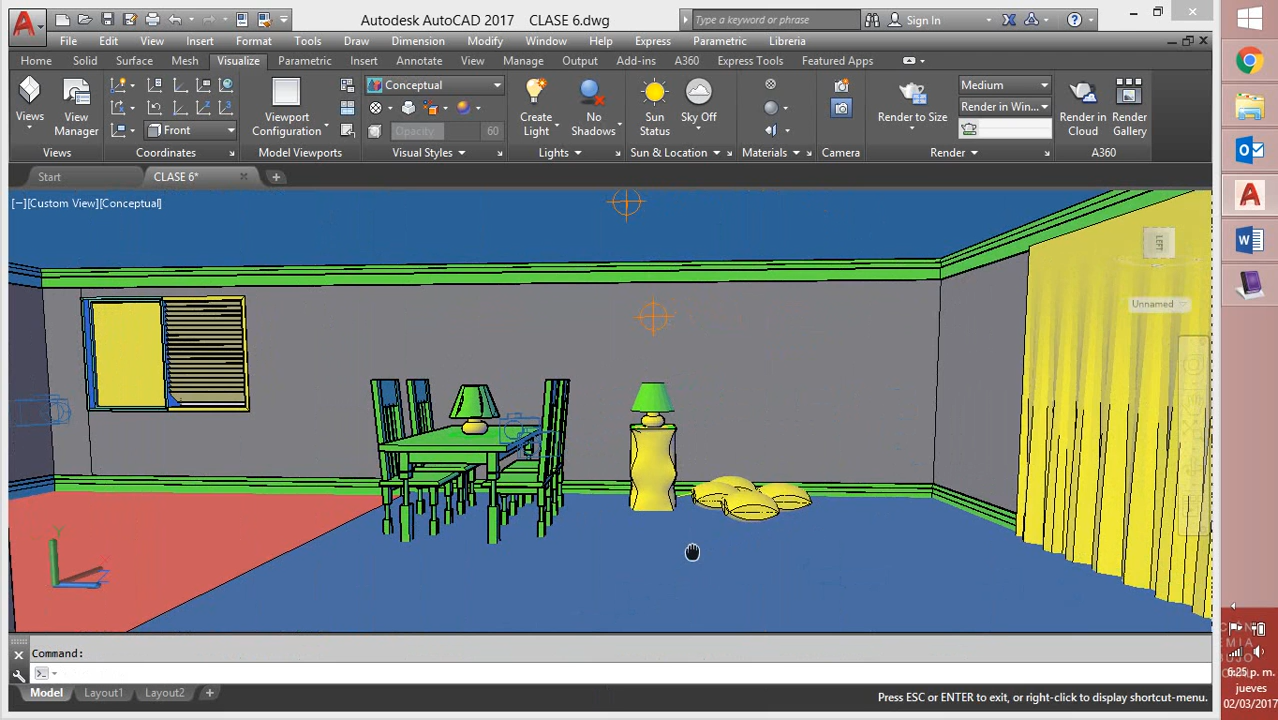 Autodesk AutoCAD 2017 CLASE 6.dwg
Type a keyword or phrase
Sign In
File Edit View Insert Format Tools Draw Dimension Modify Window Help Express Parametric Libreria
Home Solid Surface Mesh Visualize Parametric Insert Annotate View Manage Output Add-ins A360 Express Tools Featured Apps
Views
View
Manager
Front
Viewport
Configuration
Conceptual
Opacity 60
Create
Light
No
Shadows
Sun
Status
Sky Off
Render to Size
Medium
Render in Win...
Render in
Cloud
Render
Gallery
Views Coordinates Model Viewports Visual Styles Lights Sun & Location Materials Camera Render A360
Start
CLASE 6*
[−][Custom View][Conceptual]
LEFT
Unnamed
Y
Z
Command:
Model Layout1 Layout2
Press ESC or ENTER to exit, or right-click to display shortcut-menu.
6:25 p. m.
jueves
02/03/2017